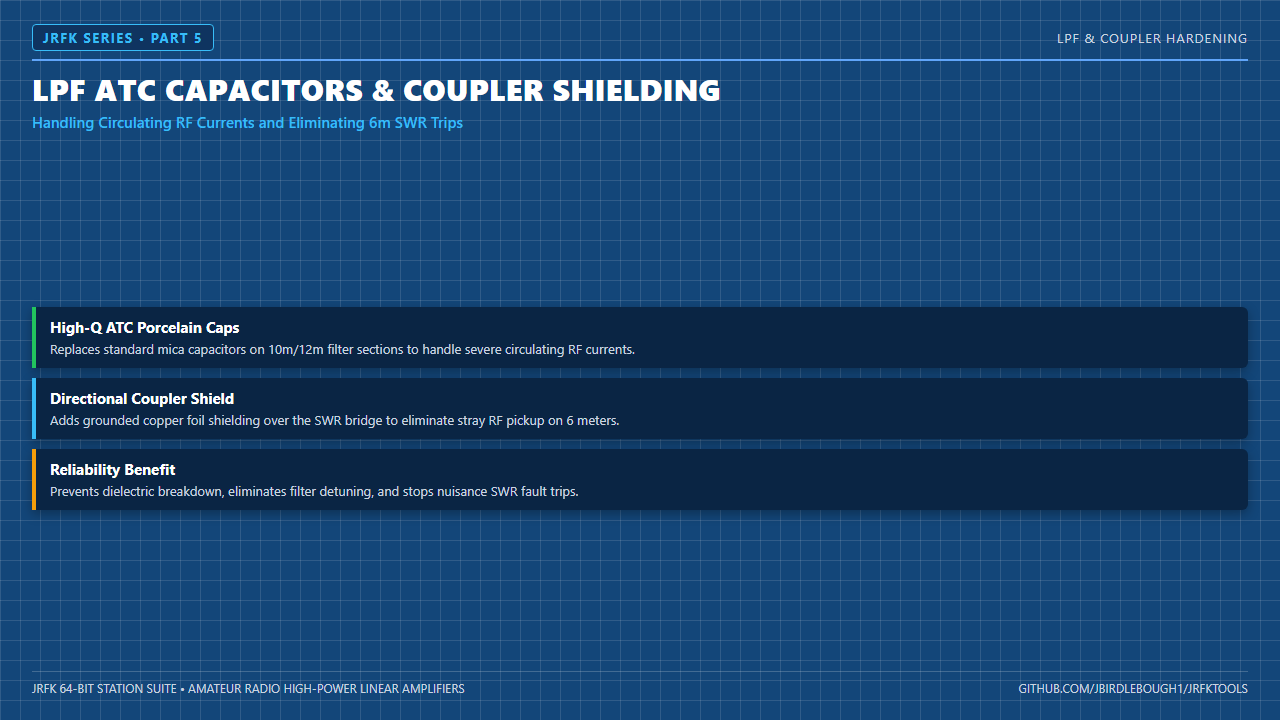 JRFK SERIES • PART 5
LPF & COUPLER HARDENING
LPF ATC CAPACITORS & COUPLER SHIELDING
Handling Circulating RF Currents and Eliminating 6m SWR Trips
High-Q ATC Porcelain Caps
Replaces standard mica capacitors on 10m/12m filter sections to handle severe circulating RF currents.
Directional Coupler Shield
Adds grounded copper foil shielding over the SWR bridge to eliminate stray RF pickup on 6 meters.
Reliability Benefit
Prevents dielectric breakdown, eliminates filter detuning, and stops nuisance SWR fault trips.
JRFK 64-BIT STATION SUITE • AMATEUR RADIO HIGH-POWER LINEAR AMPLIFIERS
GITHUB.COM/JBIRDLEBOUGH1/JRFKTOOLS